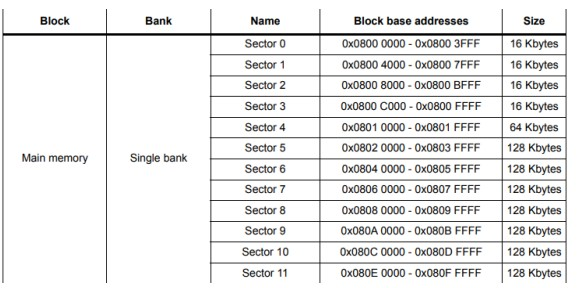 Block Bank Name Block base addresses Size
Sector 0 0x0800 0000 - 0x0800 3FFF 16 Kbytes
Sector 1 0x0800 4000 - 0x0800 7FFF 16 Kbytes
Sector 2 0x0800 8000 - 0x0800 BFFF 16 Kbytes
Sector 3 0x0800 C000 - 0x0800 FFFF 16 Kbytes
Sector 4 0x0801 0000 - 0x0801 FFFF 64 Kbytes
Sector 5 0x0802 0000 - 0x0803 FFFF 128 Kbytes
Main memory Single bank Sector 6 0x0804 0000 - 0x0805 FFFF 128 Kbytes
Sector 7 0x0806 0000 - 0x0807 FFFF 128 Kbytes
Sector 8 0x0808 0000 - 0x0809 FFFF 128 Kbytes
Sector 9 0x080A 0000 - 0x080B FFFF 128 Kbytes
Sector 10 0x080C 0000 - 0x080D FFFF 128 Kbytes
Sector 11 0x080E 0000 - 0x080F FFFF 128 Kbytes